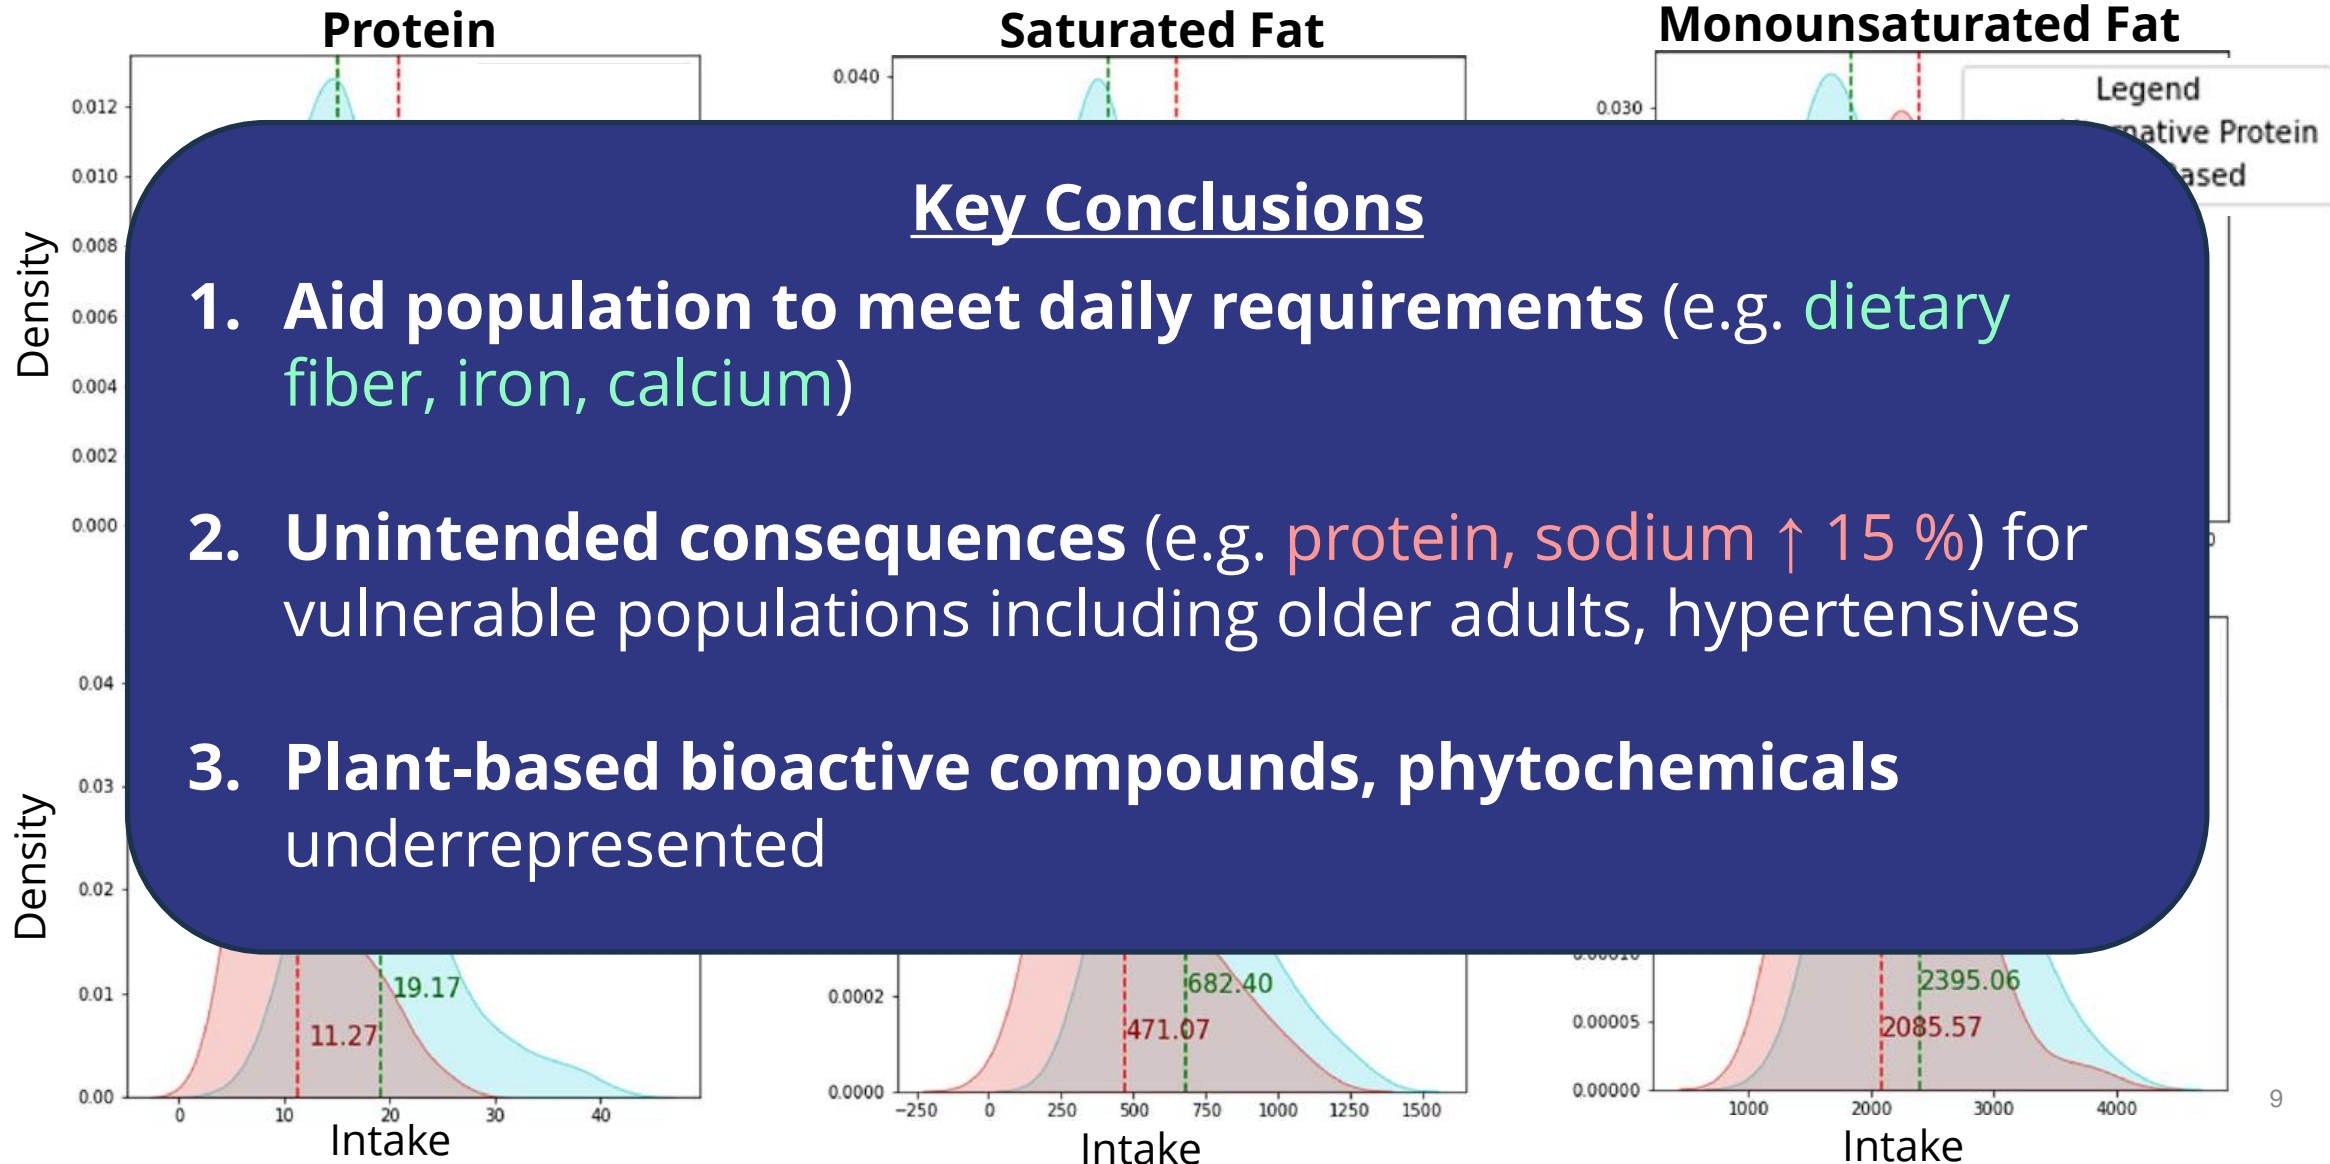 Protein
Saturated Fat
Monounsaturated Fat
0.012
0.010
0.008
0.006
0.004
0.002
0.000
Density
0.040
0.030
Legend
Protein
Key Conclusions
1. Aid population to meet daily requirements (e.g. dietary
fiber, iron, calcium)
2. Unintended consequences (e.g. protein, sodium ↑ 15 %) for
vulnerable populations including older adults, hypertensives
3. Plant-based bioactive compounds, phytochemicals
underrepresented
0.04
0.03
0.02
0.01
0.00
Density
19.17
11.27
0 10 20 30 40
Intake
0.0002
0.0000
682.40
471.07
−250 0 250 500 750 1000 1250 1500
Intake
0.00005
0.00000
2395.06
2085.57
1000 2000 3000 4000
Intake
9